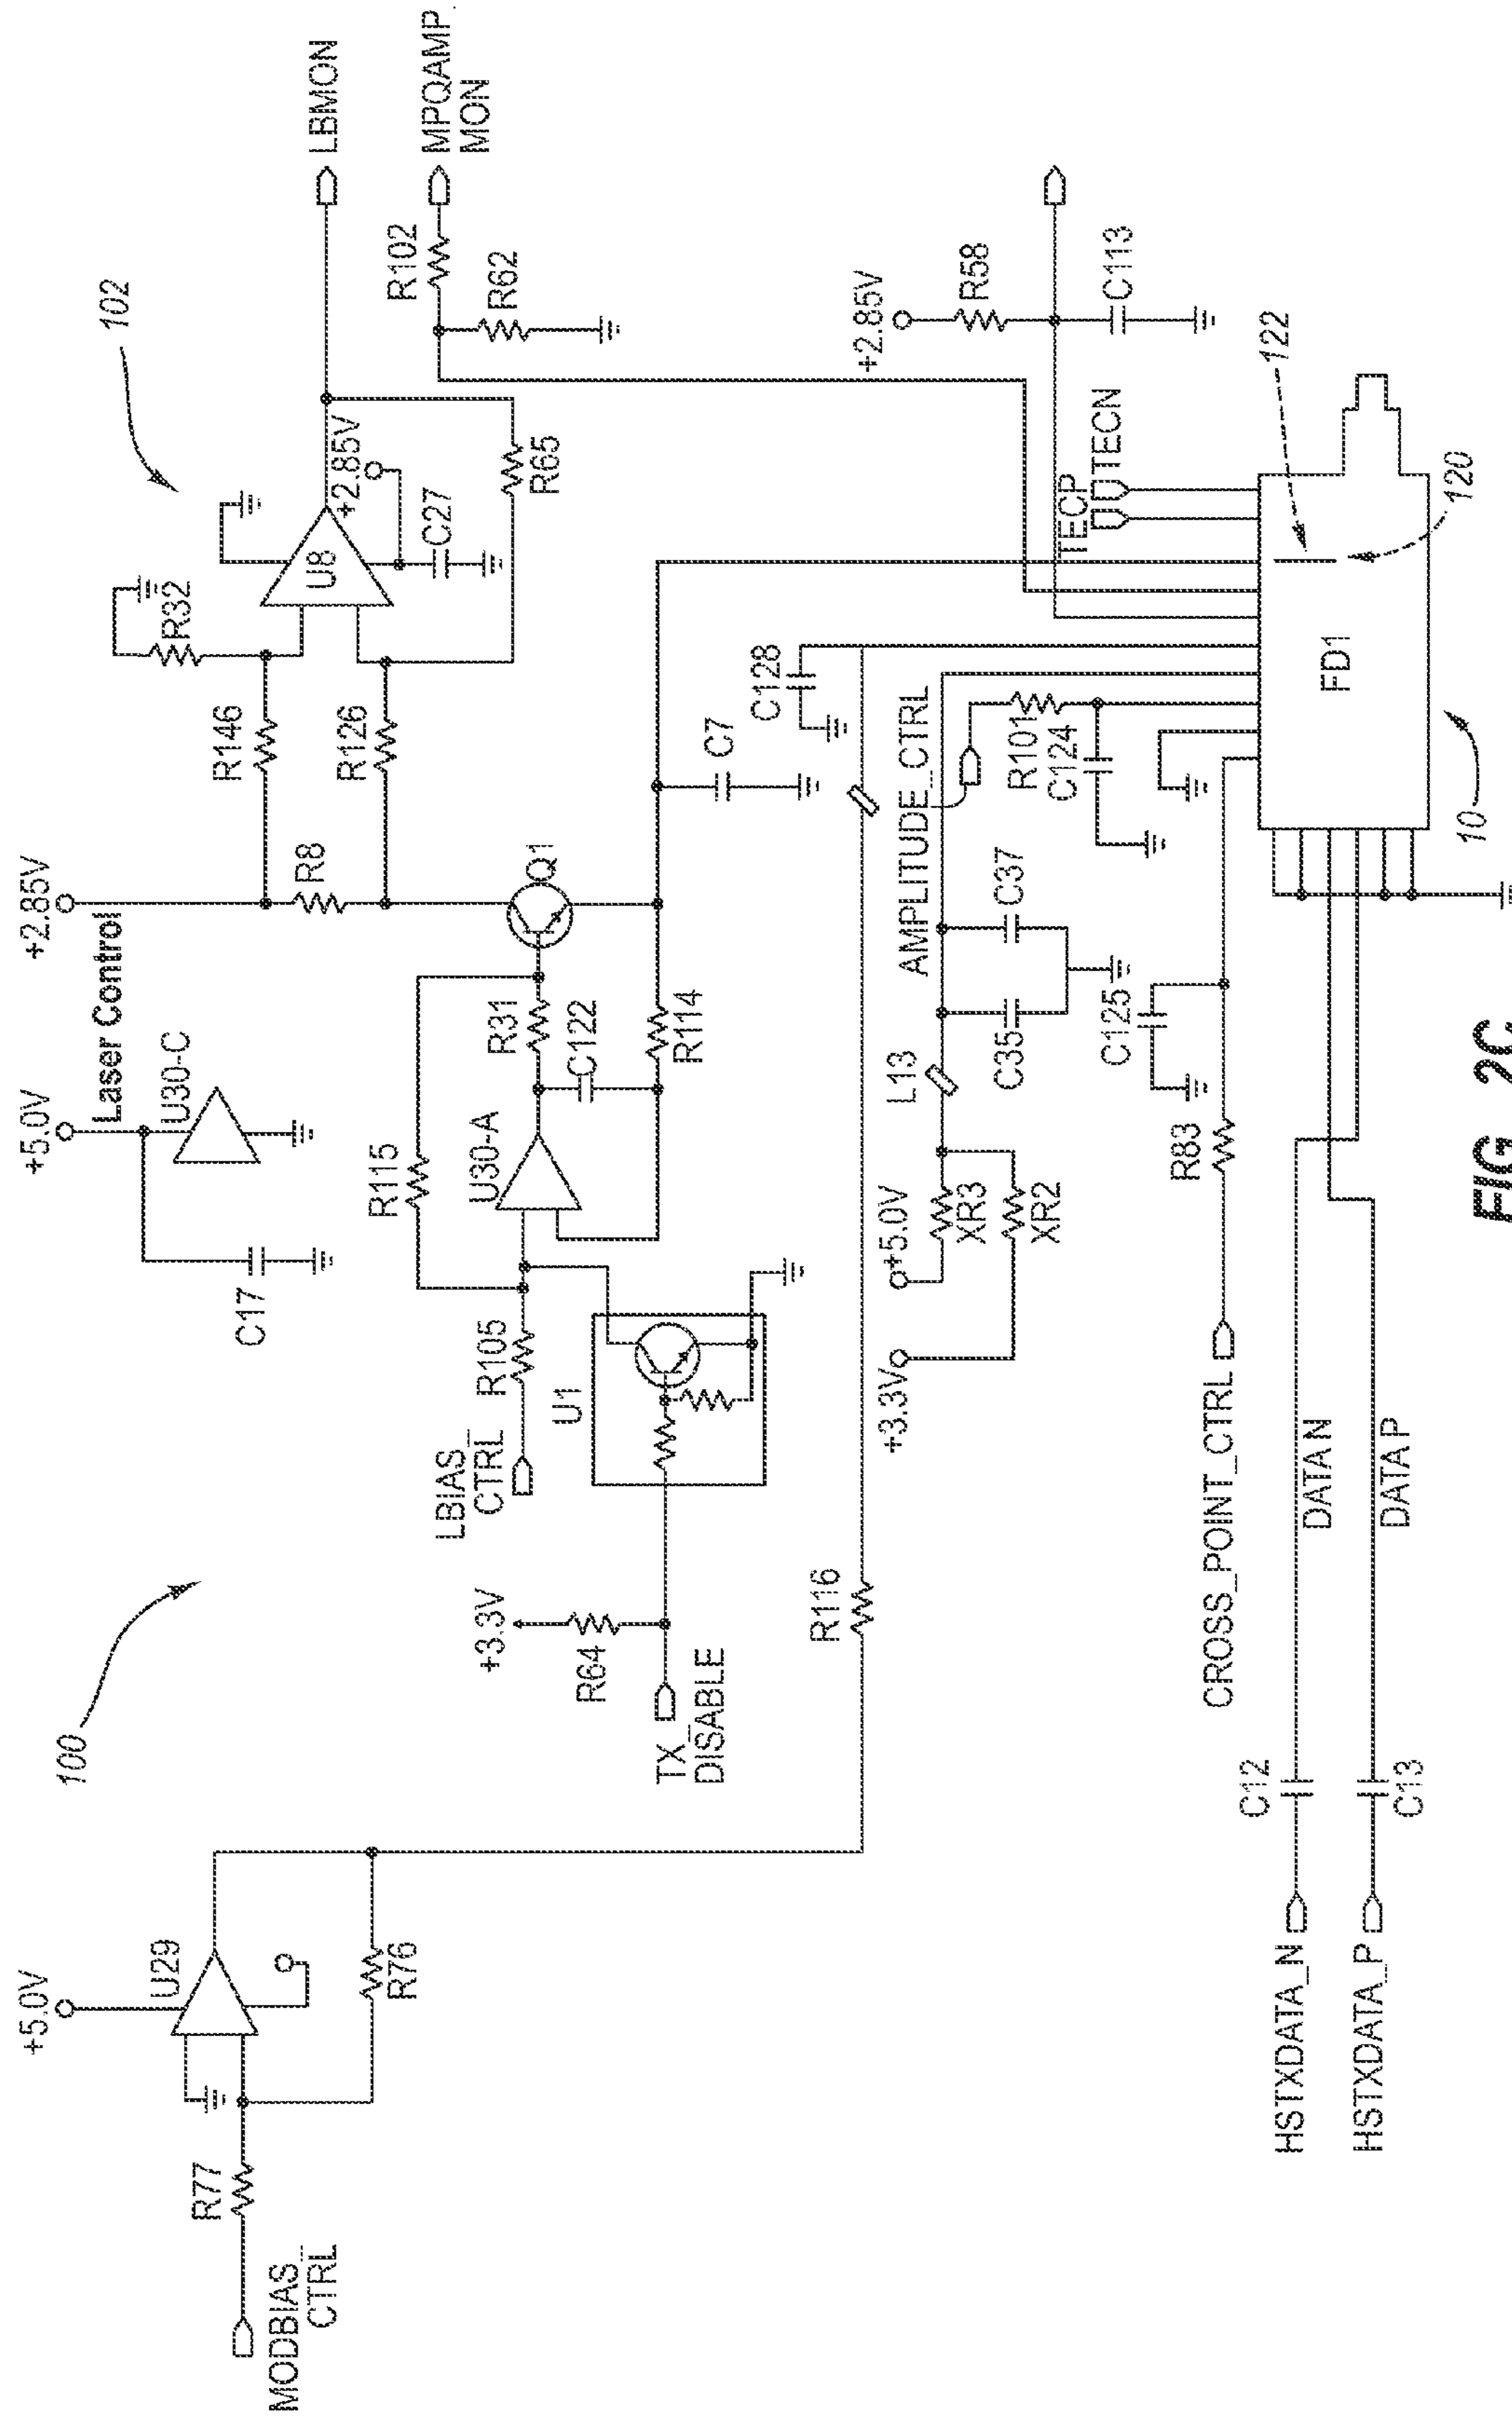 100
102
+5.0V
U29
R77
MODBIAS_
CTRL
R76
+5.0V
Laser Control
U30-C
C17
+2.85V
R8
R146
R126
R32
U8
+2.85V
C27
R65
LBMON
R102
MPQAMP
MON
R62
R115
U30-A
R31
C122
R114
Q1
R105
LBIAS_
CTRL
U1
+3.3V
R64
TX_
DISABLE
R116
C7
C128
+2.85V
R58
C113
AMPLITUDE_CTRL
R101
C124
TECP
TECN
L13
C35
C37
+5.0V
XR3
+3.3V
XR2
C125
R83
CROSS_POINT_CTRL
122
120
FD1
10
DATA N
DATA P
C12
C13
HSTXDATA_N
HSTXDATA_P
FIG. 2C